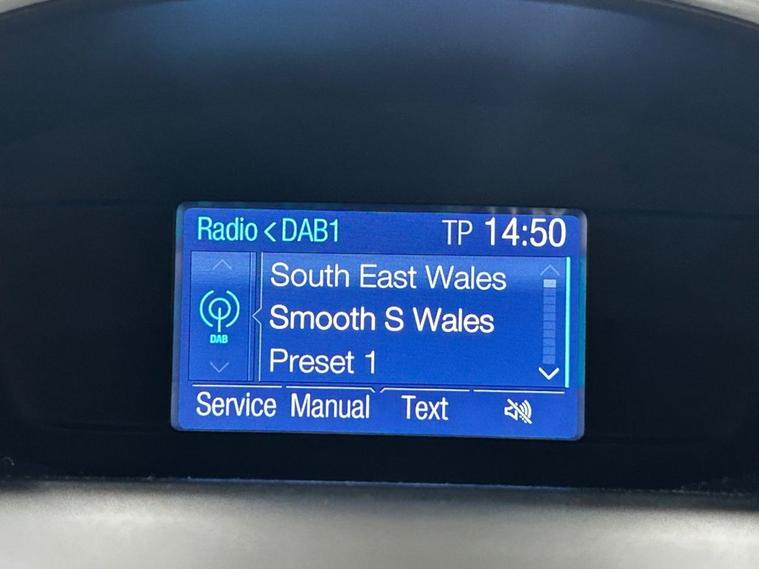 Radio < DAB1 TP 14:50
South East Wales
DAB
Smooth S Wales
Preset 1
Service Manual Text